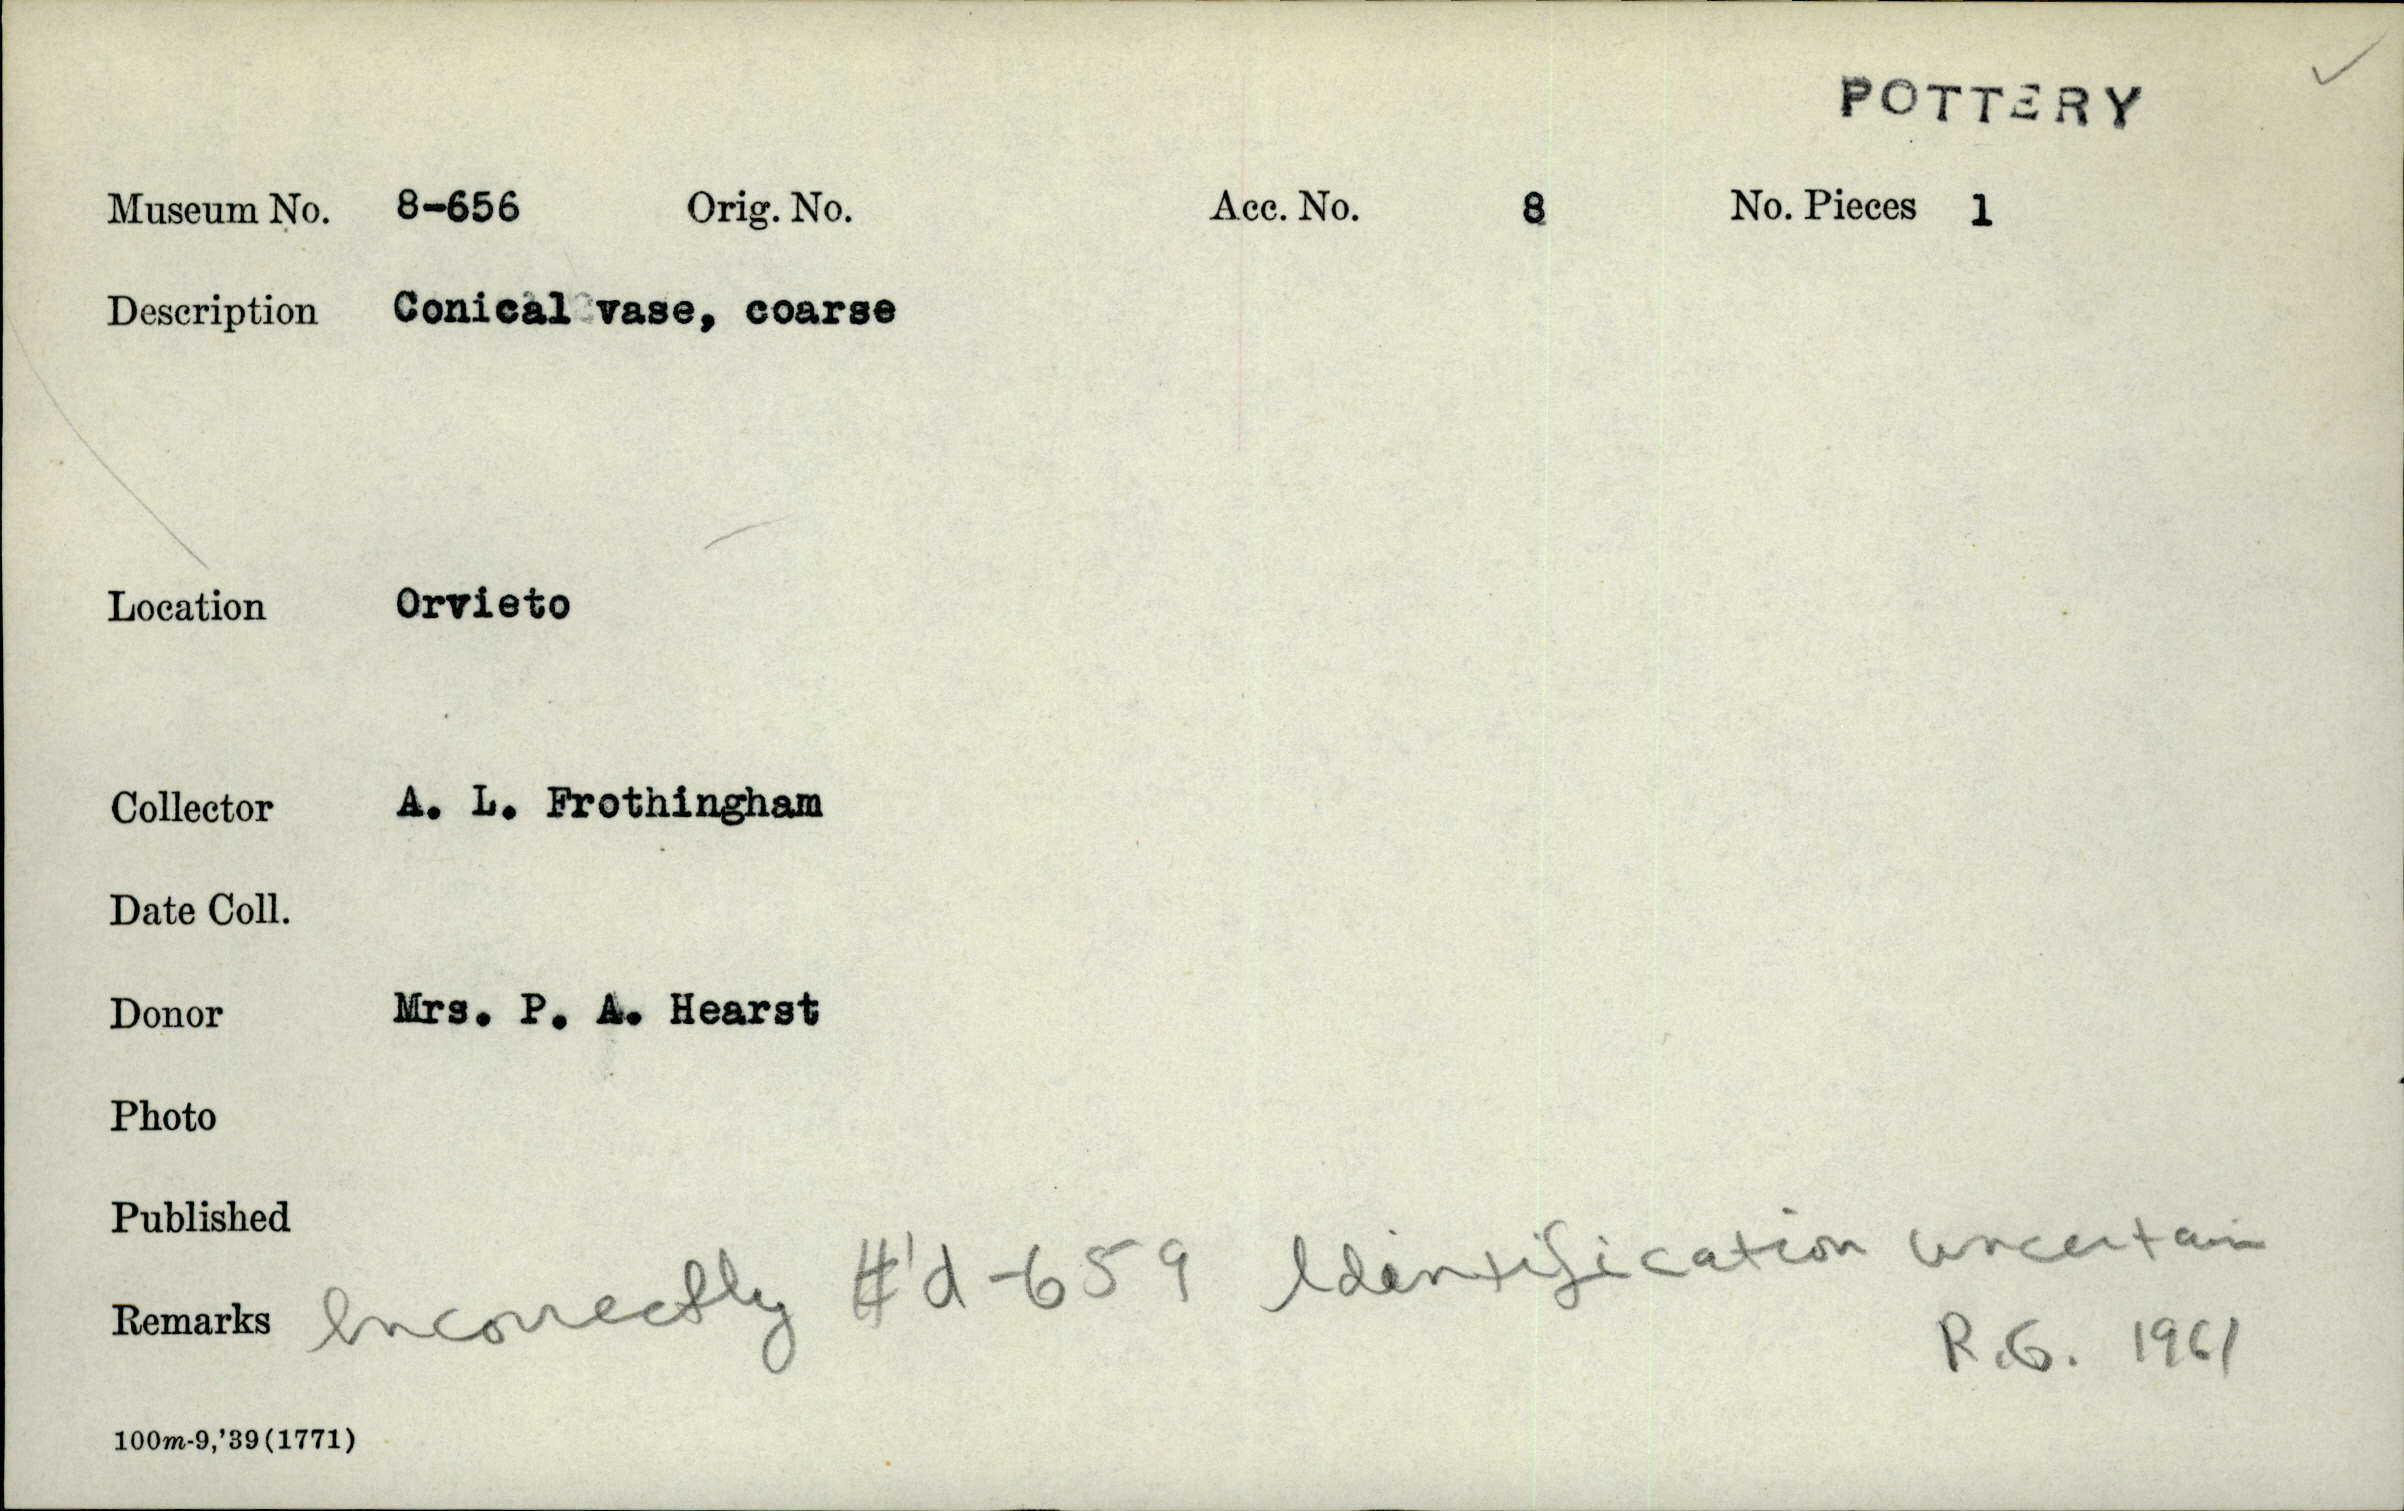 POTTERY ✓
Museum No. 8-656 Orig. No. Acc. No. 8 No. Pieces 1
Description Conical vase, coarse
Location Orvieto
Collector A. L. Frothingham
Date Coll.
Donor Mrs. P. A. Hearst
Photo
Published
Remarks Incorrectly #'d -659 Identification uncertain
R.G. 1961
100m-9,'39(1771)